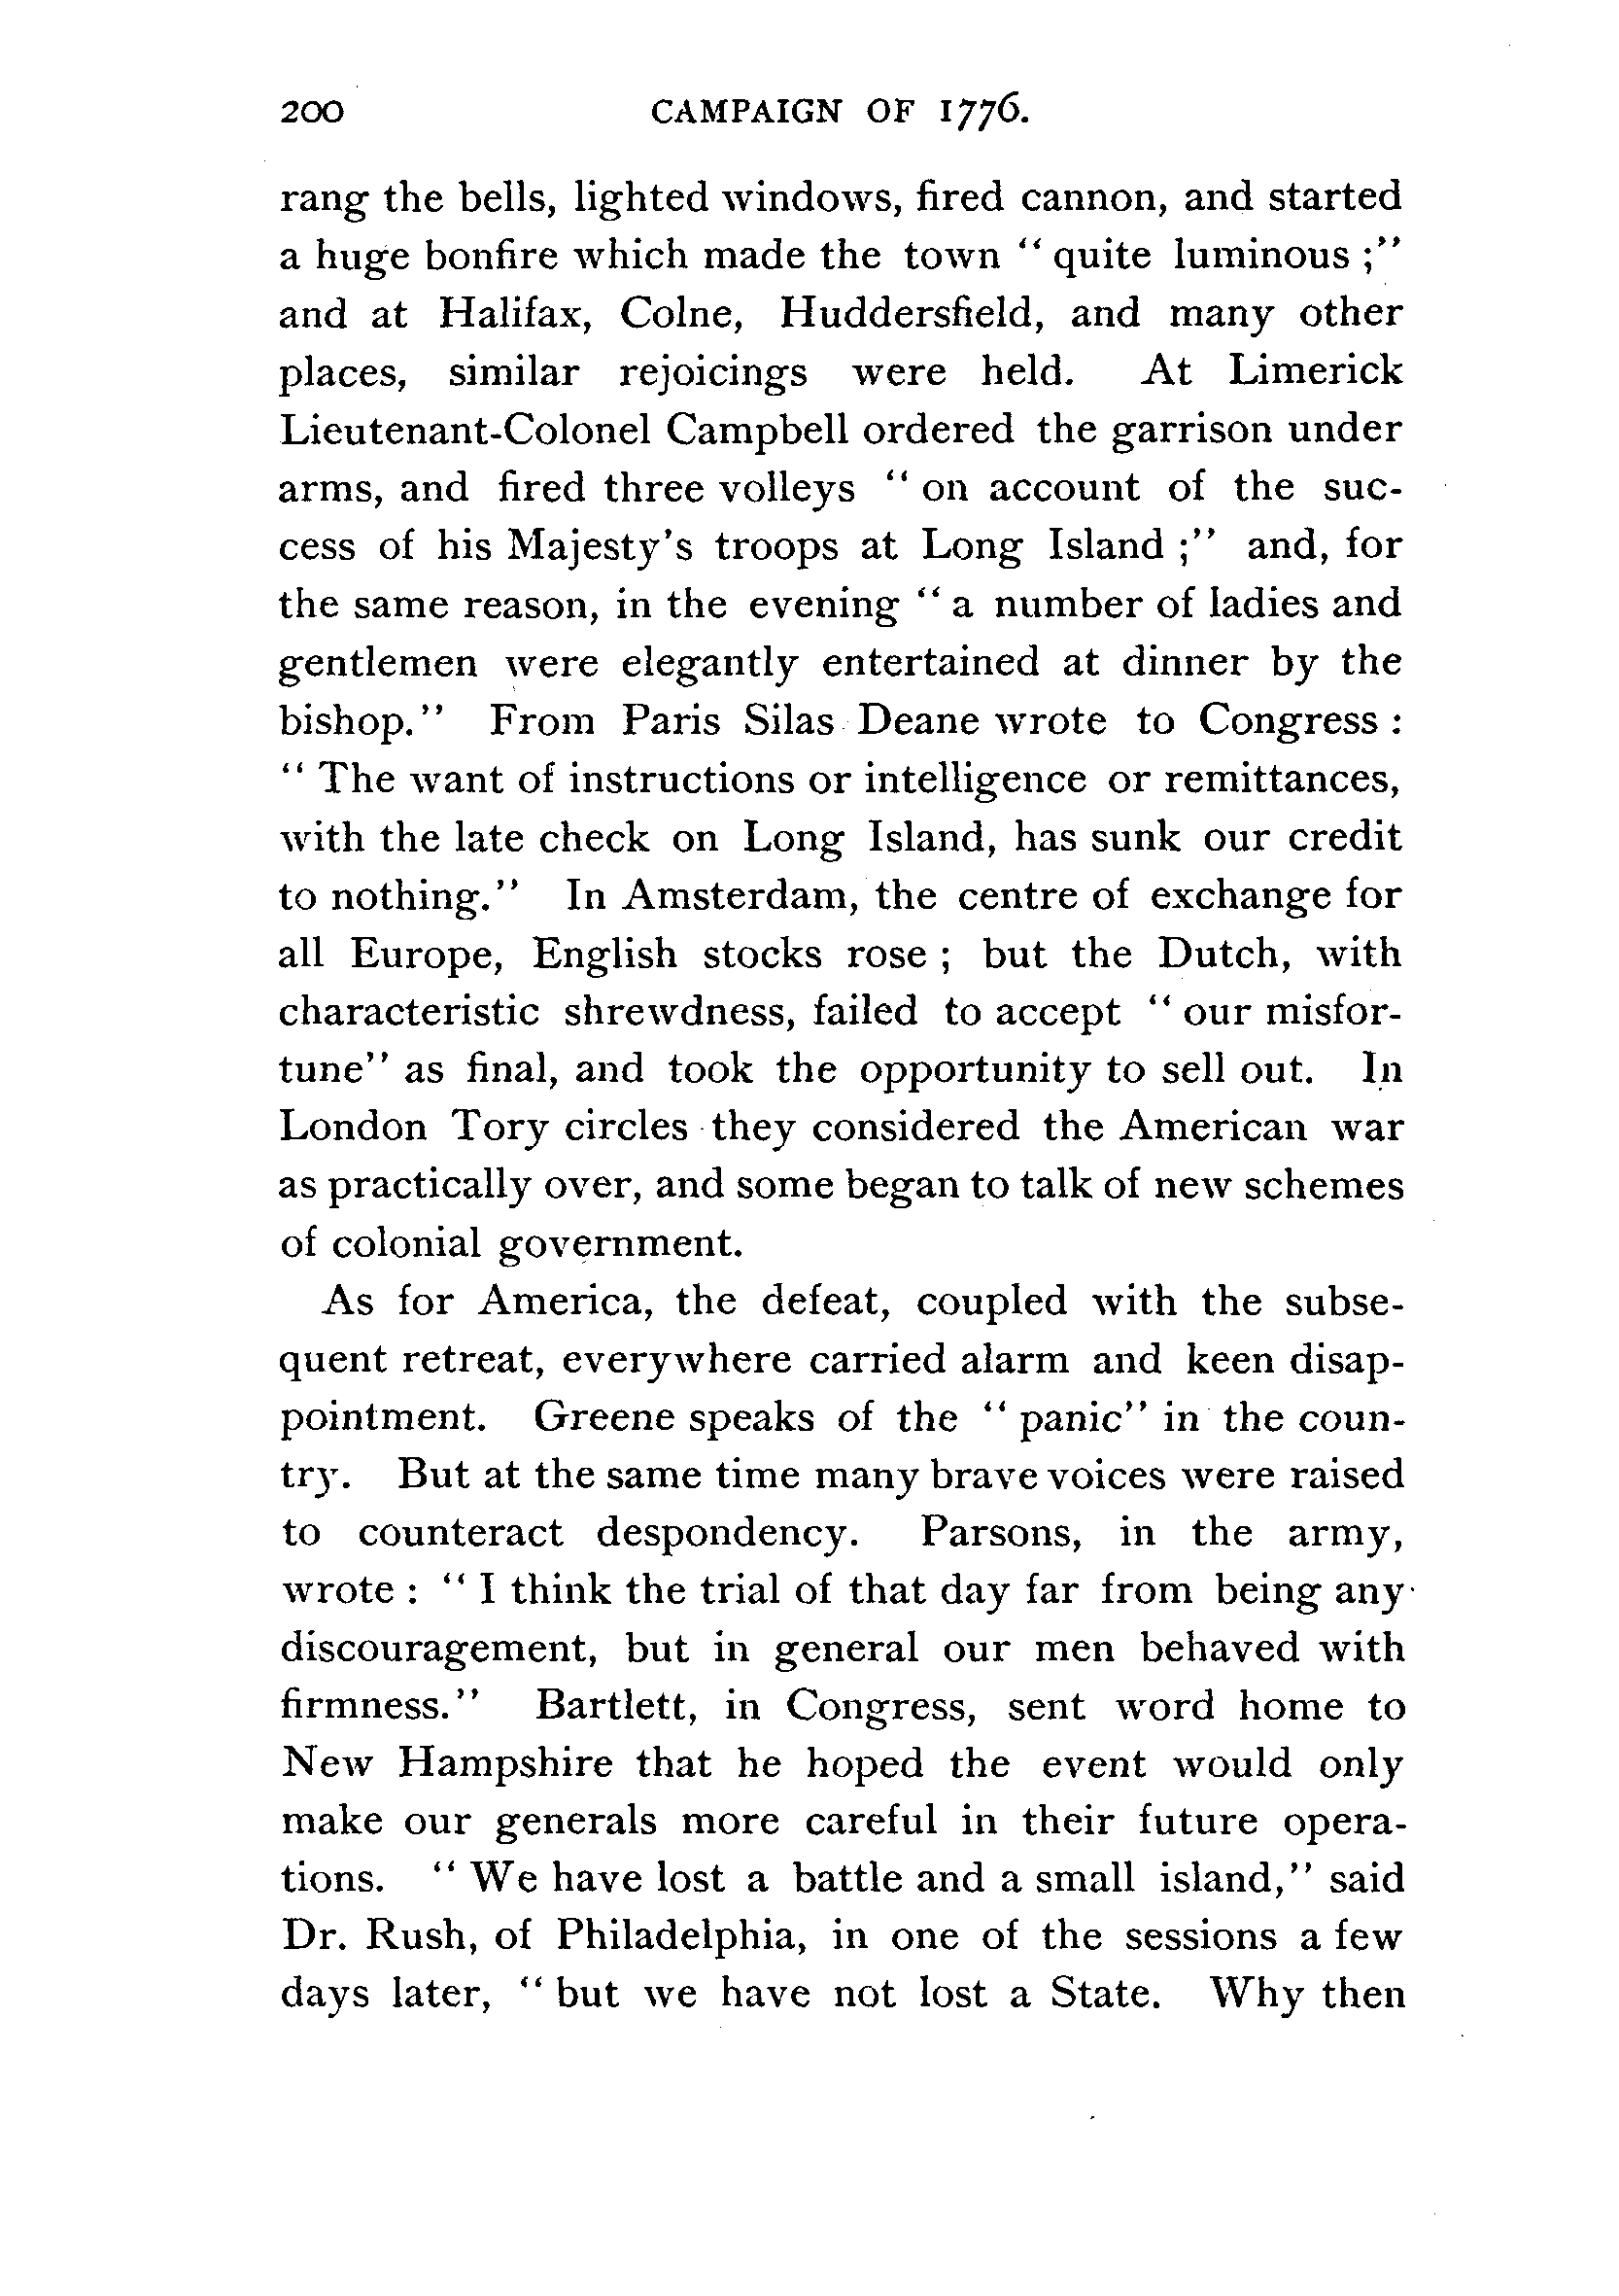 200 CAMPAIGN OF 1776.
rang the bells, lighted windows, fired cannon, and started
a huge bonfire which made the town " quite luminous ;"
and at Halifax, Colne, Huddersfield, and many other
places, similar rejoicings were held. At Limerick
Lieutenant-Colonel Campbell ordered the garrison under
arms, and fired three volleys " on account of the suc-
cess of his Majesty's troops at Long Island ;" and, for
the same reason, in the evening " a number of ladies and
gentlemen were elegantly entertained at dinner by the
bishop." From Paris Silas Deane wrote to Congress :
" The want of instructions or intelligence or remittances,
with the late check on Long Island, has sunk our credit
to nothing." In Amsterdam, the centre of exchange for
all Europe, English stocks rose ; but the Dutch, with
characteristic shrewdness, failed to accept " our misfor-
tune" as final, and took the opportunity to sell out. In
London Tory circles they considered the American war
as practically over, and some began to talk of new schemes
of colonial government.
As for America, the defeat, coupled with the subse-
quent retreat, everywhere carried alarm and keen disap-
pointment. Greene speaks of the " panic" in the coun-
try. But at the same time many brave voices were raised
to counteract despondency. Parsons, in the army,
wrote : " I think the trial of that day far from being any
discouragement, but in general our men behaved with
firmness." Bartlett, in Congress, sent word home to
New Hampshire that he hoped the event would only
make our generals more careful in their future opera-
tions. " We have lost a battle and a small island," said
Dr. Rush, of Philadelphia, in one of the sessions a few
days later, " but we have not lost a State. Why then